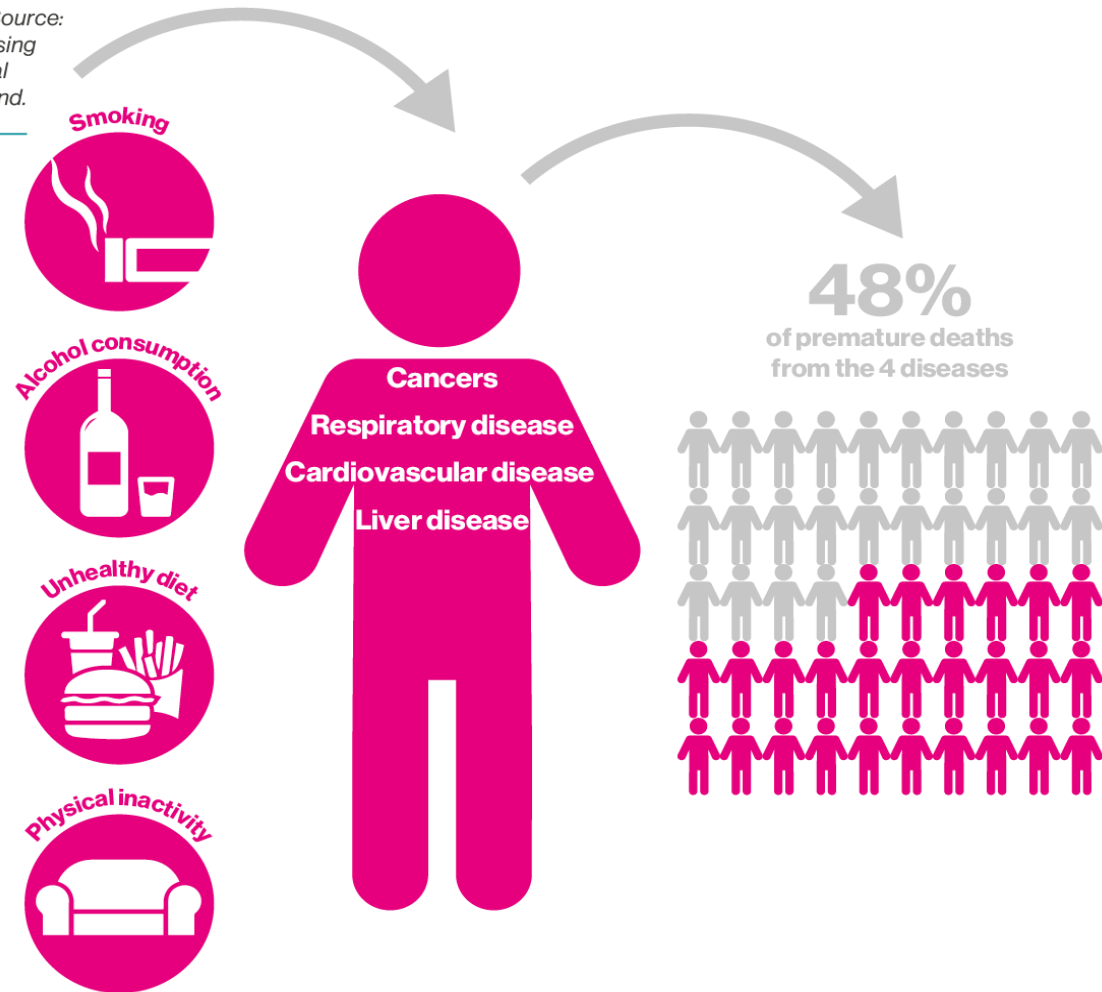 Source:
sing
al
nd.
Smoking
Alcohol consumption
Unhealthy diet
Physical inactivity
Cancers
Respiratory disease
Cardiovascular disease
Liver disease
48%
of premature deaths
from the 4 diseases